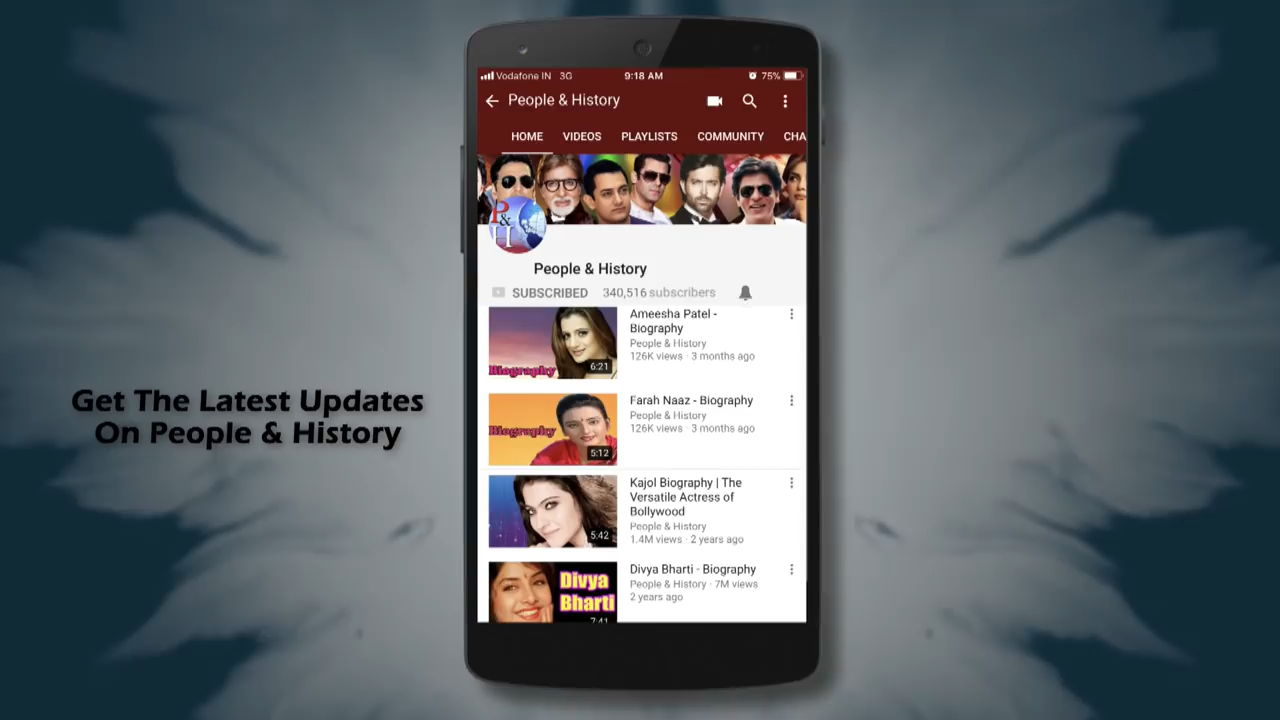 Vodafone IN 3G 9:18 AM 75%
People & History
HOME VIDEOS PLAYLISTS COMMUNITY CHA
P
&
H
People & History
SUBSCRIBED 340,516 subscribers
Ameesha Patel -
Biography
People & History
126K views · 3 months ago
Biography
6:21
Farah Naaz - Biography
People & History
126K views · 3 months ago
Biography
5:12
Kajol Biography | The
Versatile Actress of
Bollywood
People & History
1.4M views · 2 years ago
5:42
Divya Bharti - Biography
People & History · 7M views
2 years ago
Divya
Bharti
7:41
Get The Latest Updates
On People & History